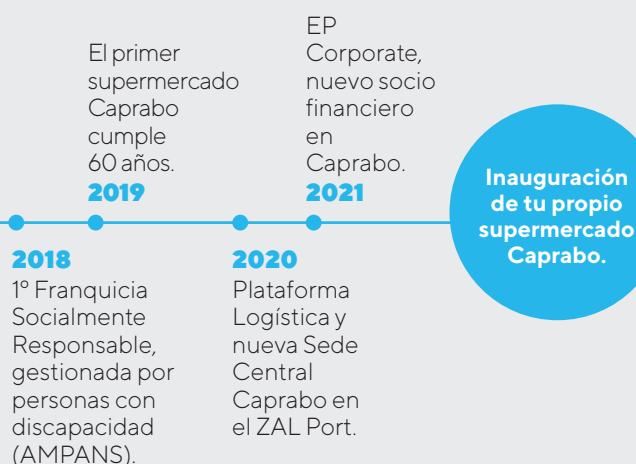 El primer
supermercado
Caprabo
cumple
60 años.
2019
EP
Corporate,
nuevo socio
financiero
en
Caprabo.
2021
Inauguración
de tu propio
supermercado
Caprabo.
2018
1º Franquicia
Socialmente
Responsable,
gestionada por
personas con
discapacidad
(AMPANS).
2020
Plataforma
Logística y
nueva Sede
Central
Caprabo en
el ZAL Port.